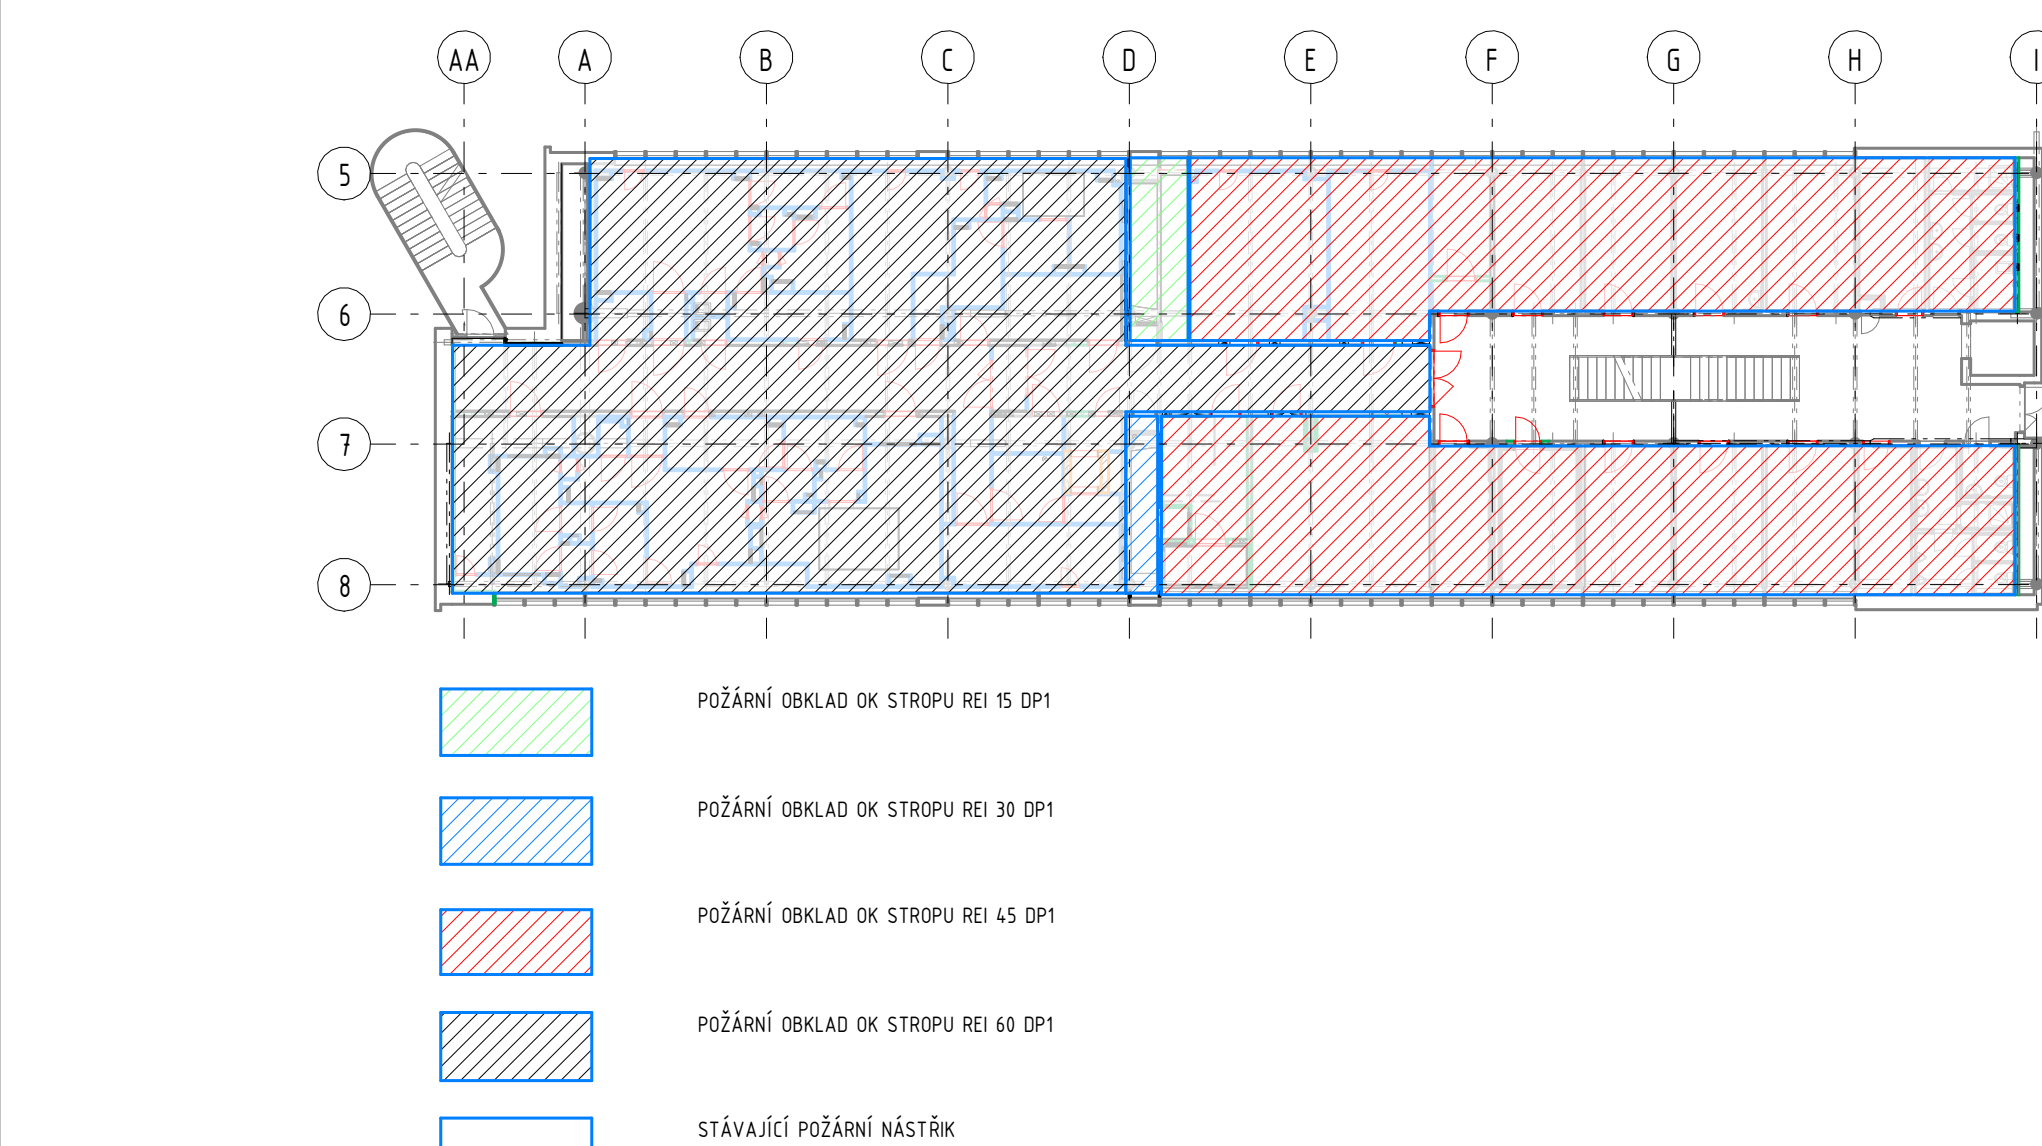 AA A B C D E F G H I
5
6
7
8
POŽÁRNÍ OBKLAD OK STROPU REI 15 DP1
POŽÁRNÍ OBKLAD OK STROPU REI 30 DP1
POŽÁRNÍ OBKLAD OK STROPU REI 45 DP1
POŽÁRNÍ OBKLAD OK STROPU REI 60 DP1
STÁVAJÍCÍ POŽÁRNÍ NÁSTŘIK